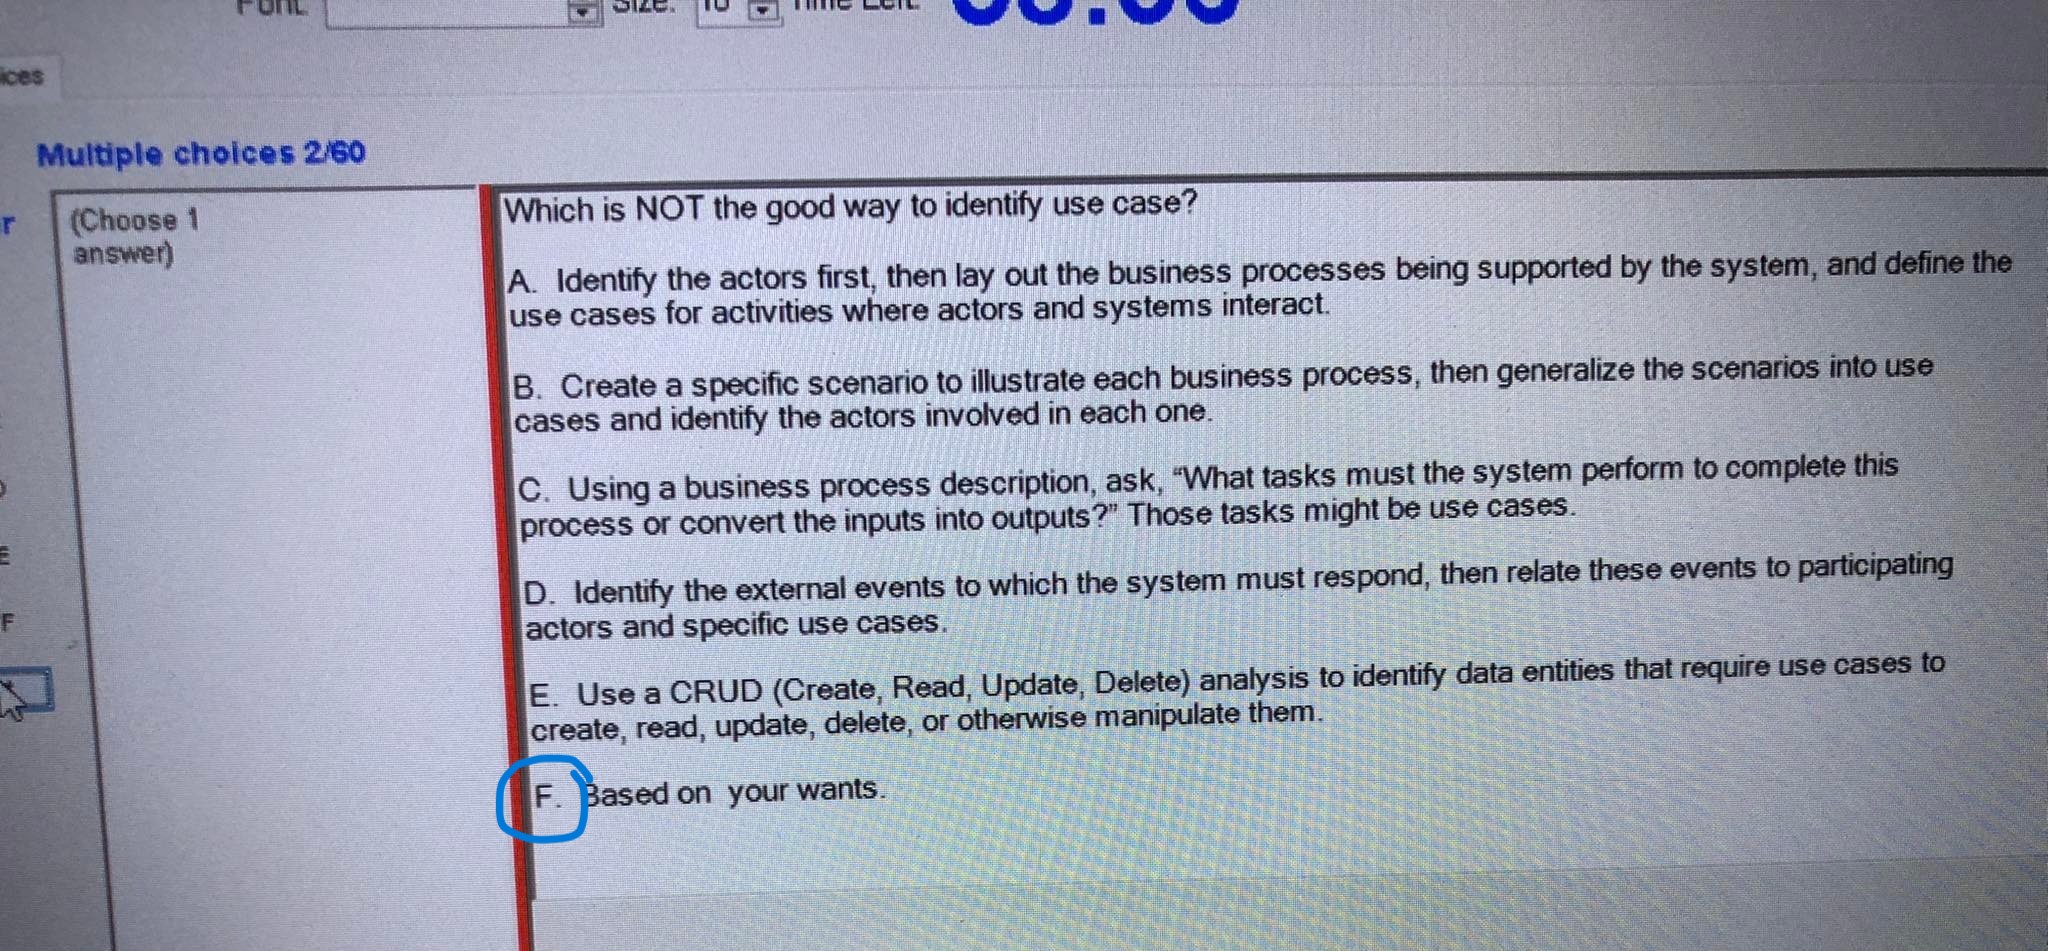 Size: 10
Multiple choices 2/60
(Choose 1
answer)
Which is NOT the good way to identify use case?
A. Identify the actors first, then lay out the business processes being supported by the system, and define the
use cases for activities where actors and systems interact.
B. Create a specific scenario to illustrate each business process, then generalize the scenarios into use
cases and identify the actors involved in each one.
C. Using a business process description, ask, “What tasks must the system perform to complete this
process or convert the inputs into outputs?” Those tasks might be use cases.
D. Identify the external events to which the system must respond, then relate these events to participating
actors and specific use cases.
E. Use a CRUD (Create, Read, Update, Delete) analysis to identify data entities that require use cases to
create, read, update, delete, or otherwise manipulate them.
F. Based on your wants.
E
F